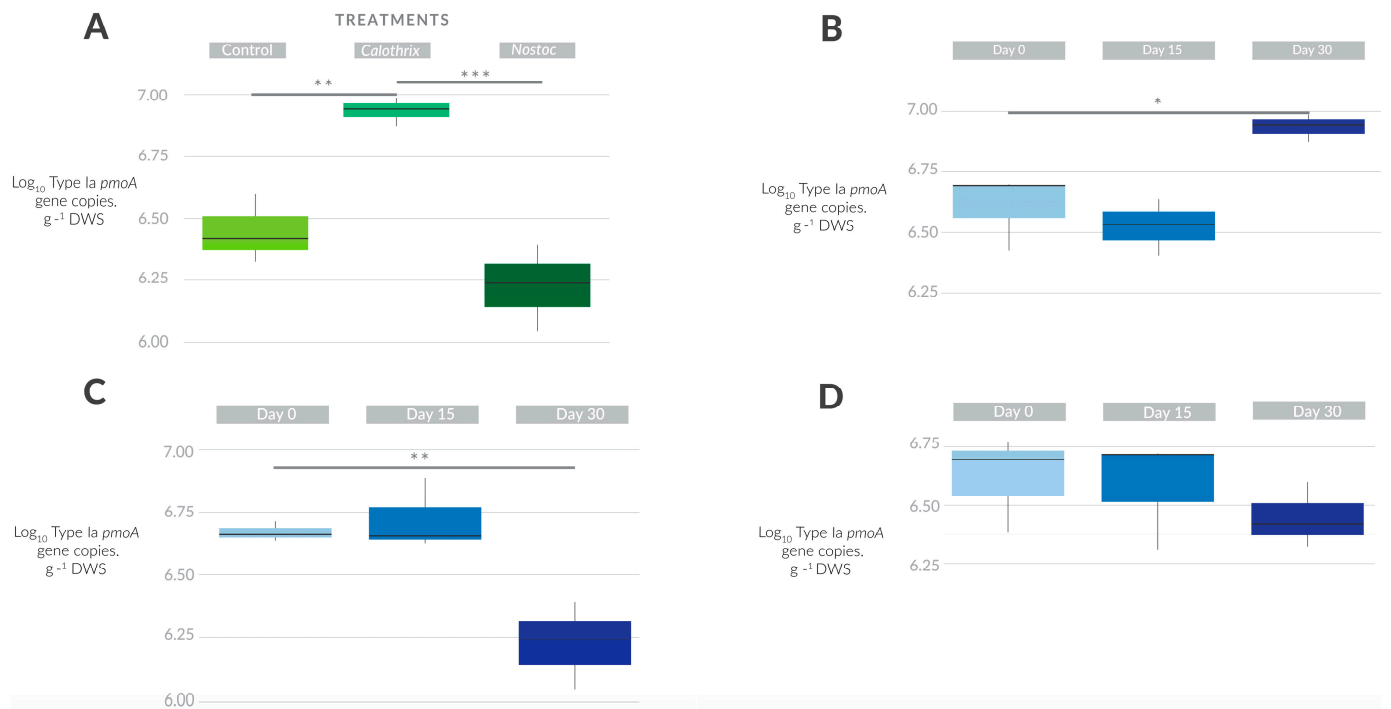 A
TREATMENTS
Control Calothrix Nostoc
** ***
7.00
6.75
6.50
6.25
6.00
Log10 Type Ia pmoA
gene copies.
g -1 DWS
B
Day 0 Day 15 Day 30
*
7.00
6.75
6.50
6.25
Log10 Type Ia pmoA
gene copies.
g -1 DWS
C
Day 0 Day 15 Day 30
**
7.00
6.75
6.50
6.25
6.00
Log10 Type Ia pmoA
gene copies.
g -1 DWS
D
Day 0 Day 15 Day 30
6.75
6.50
6.25
Log10 Type Ia pmoA
gene copies.
g -1 DWS